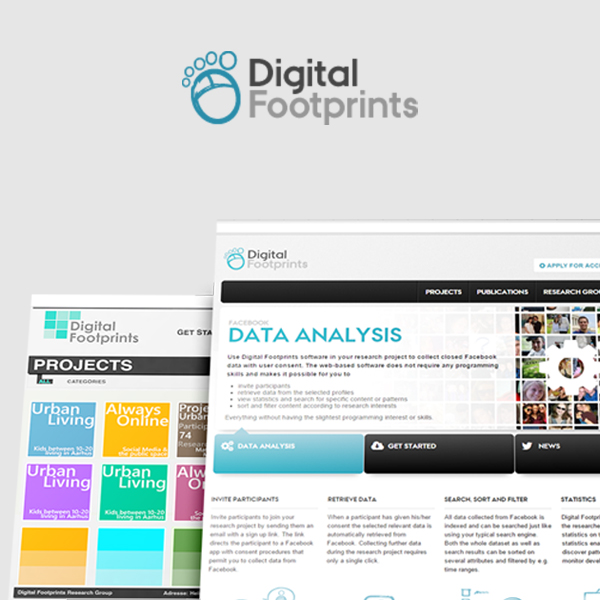 Digital
Footprints
Digital
Footprints
APPLY FOR ACC
PROJECTS PUBLICATIONS RESEARCH GROU
FACEBOOK
DATA ANALYSIS
Use Digital Footprints software in your research project to collect closed Facebook
data with user consent. The web-based software does not require any programming
skills and makes it possible for you to
invite participants
retrieve data from the selected profiles
view statistics and search for specific content or patterns
sort and filter content according to research interests
Everything without having the slightest programming interest or skills.
DATA ANALYSIS
GET STARTED
NEWS
INVITE PARTICIPANTS
Invite participants to join your
research project by sending them an
email with a sign up link. The link
directs the participant to a Facebook
app with consent procedures that
permit you to collect data from
Facebook.
RETRIEVE DATA
When a participant has given his/her
consent the selected relevant data is
automatically retrieved from
Facebook. Collecting further data
during the research project requires
only a single click.
SEARCH, SORT AND FILTER
All data collected from Facebook is
indexed and can be searched just like
using your typical search engine.
Both the whole dataset as well as
search results can be sorted on
several attributes and filtered by e.g.
time ranges.
STATISTICS
Digital Footpr
the researche
statistics on
statistics ena
discover patt
monitor devel
Digital
Footprints
GET STA
PROJECTS
ALL CATEGORIES
Urban
Living
Kids between 10-20
living in Aarhus
Always
Online
Social Media &
the public space
Proje
Urba
Particip
74
Resear
Ma
Urban
Living
Kids between 10-20
living in Aarhus
Urban
Living
Kids between 10-20
living in Aarhus
Alw
On
Social
the pu
Digital Footprints Research Group
Adresse: Hel